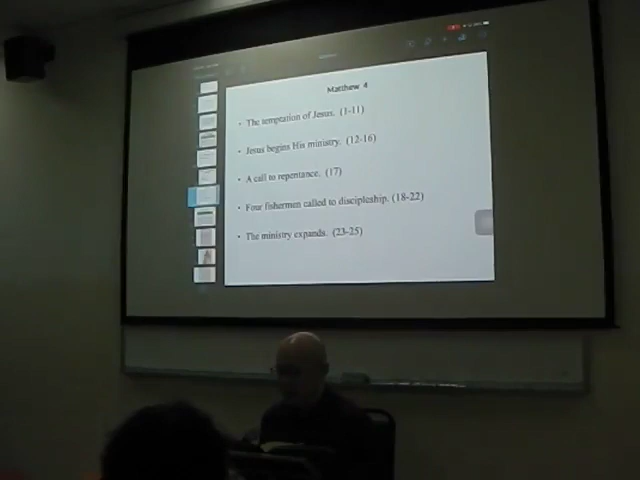 Matthew 4
• The temptation of Jesus. (1-11)
• Jesus begins His ministry. (12-16)
• A call to repentance. (17)
• Four fishermen called to discipleship. (18-22)
• The ministry expands. (23-25)